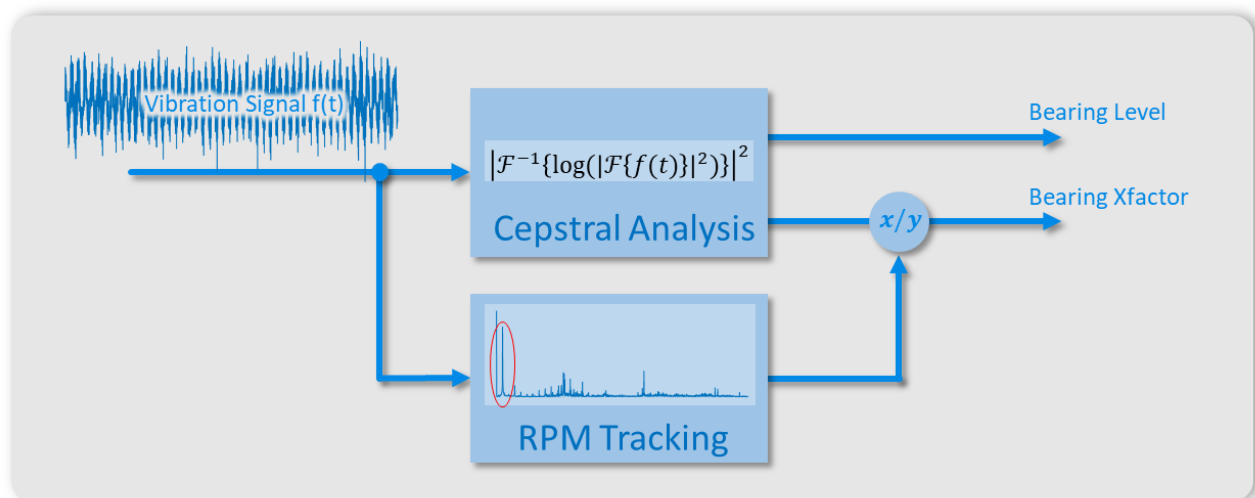 Vibration Signal f(t)
|ℱ⁻¹{log(|ℱ{f(t)}|²)}|²
Cepstral Analysis
Bearing Level
Bearing Xfactor
x/y
RPM Tracking